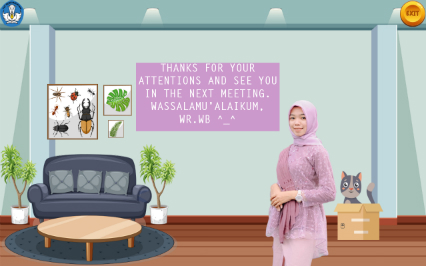 EXIT
THANKS FOR YOUR
ATTENTIONS AND SEE YOU
IN THE NEXT MEETING.
WASSALAMU'ALAIKUM,
WR.WB ^_^